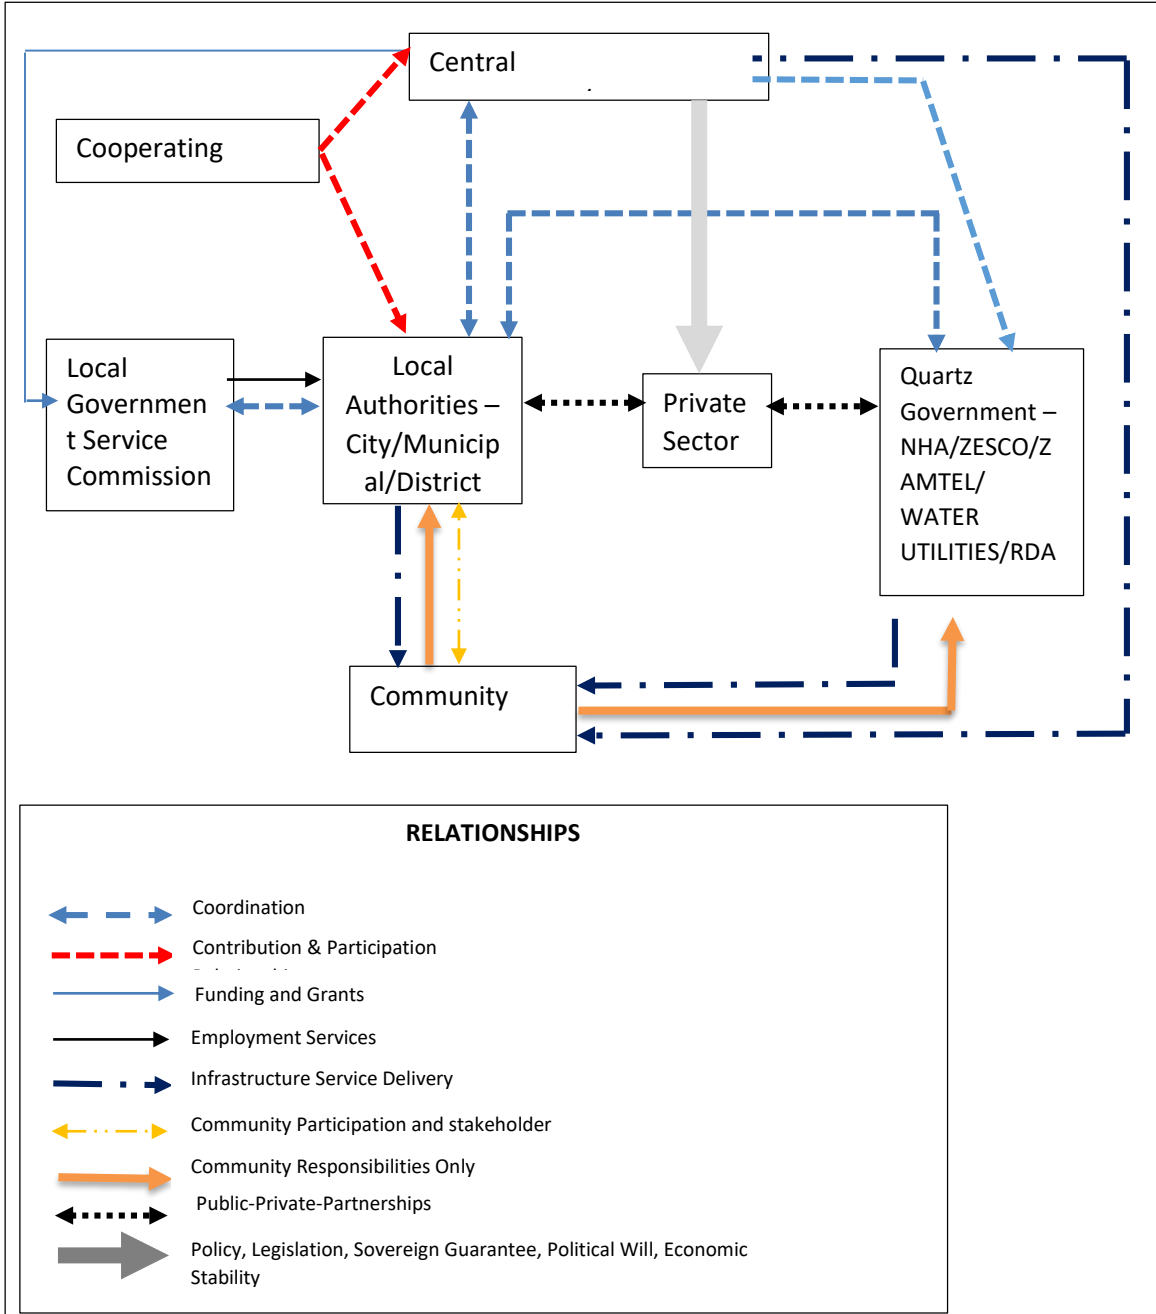 Central
Cooperating
Local
Governmen
t Service
Commission
Local
Authorities –
City/Municip
al/District
Private
Sector
Quartz
Government –
NHA/ZESCO/Z
AMTEL/
WATER
UTILITIES/RDA
Community
RELATIONSHIPS
Coordination
Contribution & Participation
Funding and Grants
Employment Services
Infrastructure Service Delivery
Community Participation and stakeholder
Community Responsibilities Only
Public-Private-Partnerships
Policy, Legislation, Sovereign Guarantee, Political Will, Economic
Stability